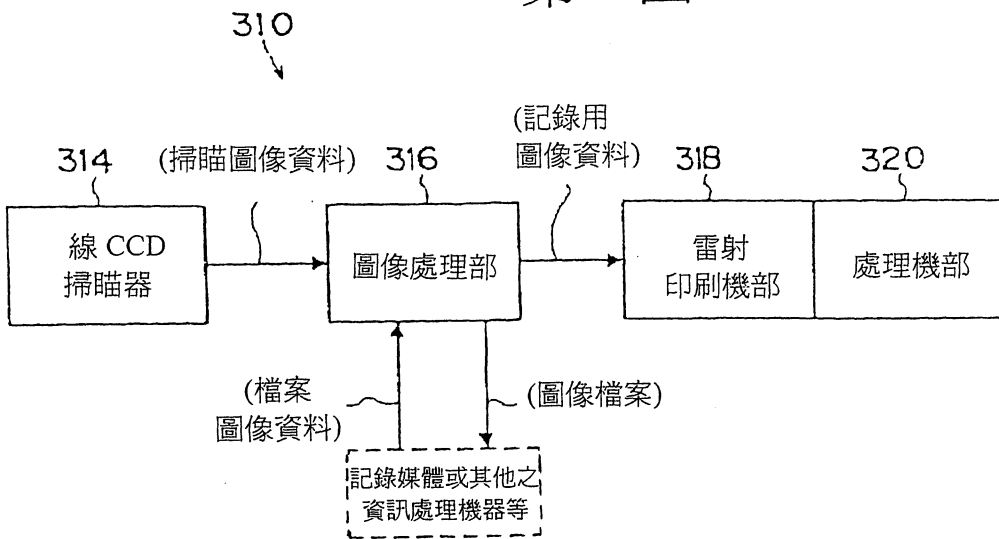 310
314
(掃瞄圖像資料)
316
(記錄用
圖像資料)
318
320
線 CCD
掃瞄器
圖像處理部
雷射
印刷機部
處理機部
(檔案
圖像資料)
(圖像檔案)
記錄媒體或其他之
資訊處理機器等